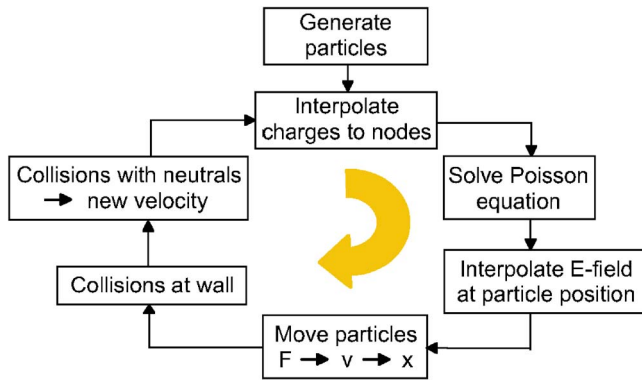 Generate
particles
Interpolate
charges to nodes
Solve Poisson
equation
Interpolate E-field
at particle position
Move particles
F → v → x
Collisions at wall
Collisions with neutrals
→ new velocity